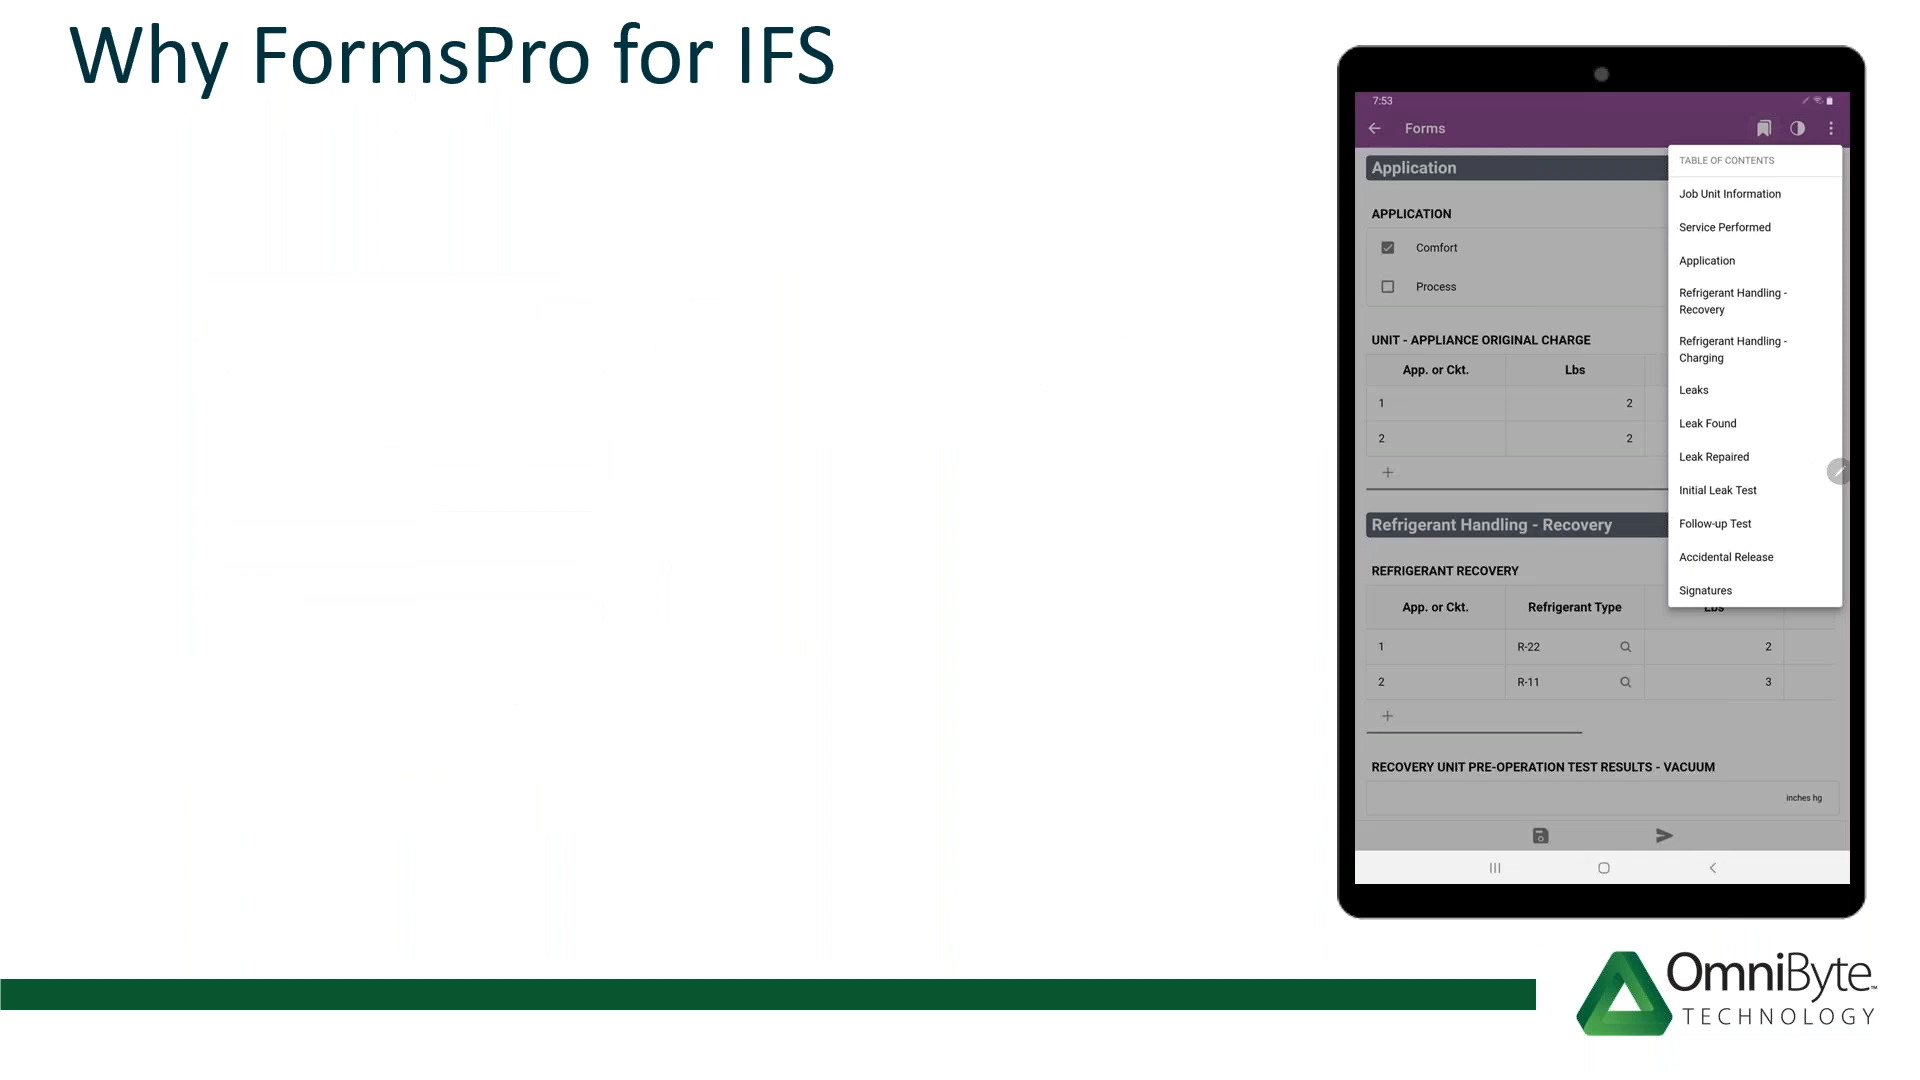 Why FormsPro for IFS
7:53
Forms
Application
APPLICATION
Comfort
Process
UNIT - APPLIANCE ORIGINAL CHARGE
App. or Ckt.
Lbs
1
2
2
2
Refrigerant Handling - Recovery
REFRIGERANT RECOVERY
App. or Ckt.
Refrigerant Type
Lbs
1
R-22
2
2
R-11
3
RECOVERY UNIT PRE-OPERATION TEST RESULTS - VACUUM
inches hg
TABLE OF CONTENTS
Job Unit Information
Service Performed
Application
Refrigerant Handling -
Recovery
Refrigerant Handling -
Charging
Leaks
Leak Found
Leak Repaired
Initial Leak Test
Follow-up Test
Accidental Release
Signatures
OmniByte™
TECHNOLOGY